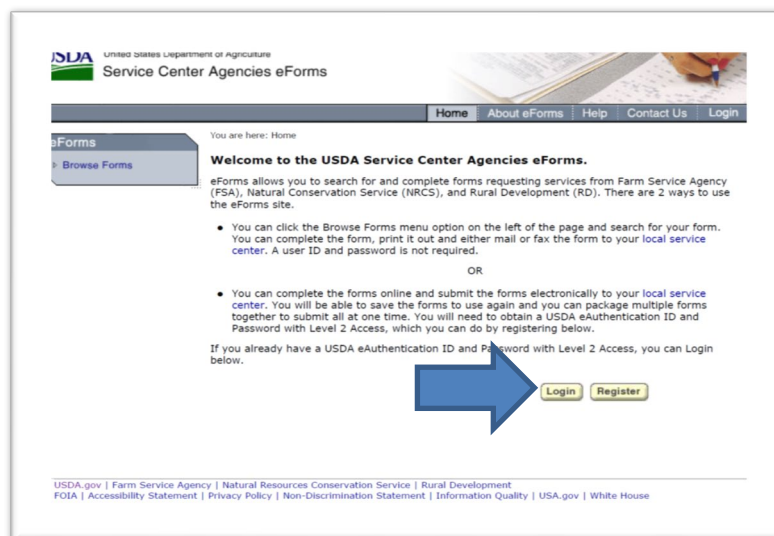 USDA United States Department of Agriculture
Service Center Agencies eForms
Home About eForms Help Contact Us Login
eForms
Browse Forms
You are here: Home
Welcome to the USDA Service Center Agencies eForms.
eForms allows you to search for and complete forms requesting services from Farm Service Agency
(FSA), Natural Conservation Service (NRCS), and Rural Development (RD). There are 2 ways to use
the eForms site.
• You can click the Browse Forms menu option on the left of the page and search for your form.
You can complete the form, print it out and either mail or fax the form to your local service
center. A user ID and password is not required.
OR
• You can complete the forms online and submit the forms electronically to your local service
center. You will be able to save the forms to use again and you can package multiple forms
together to submit all at one time. You will need to obtain a USDA eAuthentication ID and
Password with Level 2 Access, which you can do by registering below.
If you already have a USDA eAuthentication ID and Password with Level 2 Access, you can Login
below.
Login Register
USDA.gov | Farm Service Agency | Natural Resources Conservation Service | Rural Development
FOIA | Accessibility Statement | Privacy Policy | Non-Discrimination Statement | Information Quality | USA.gov | White House